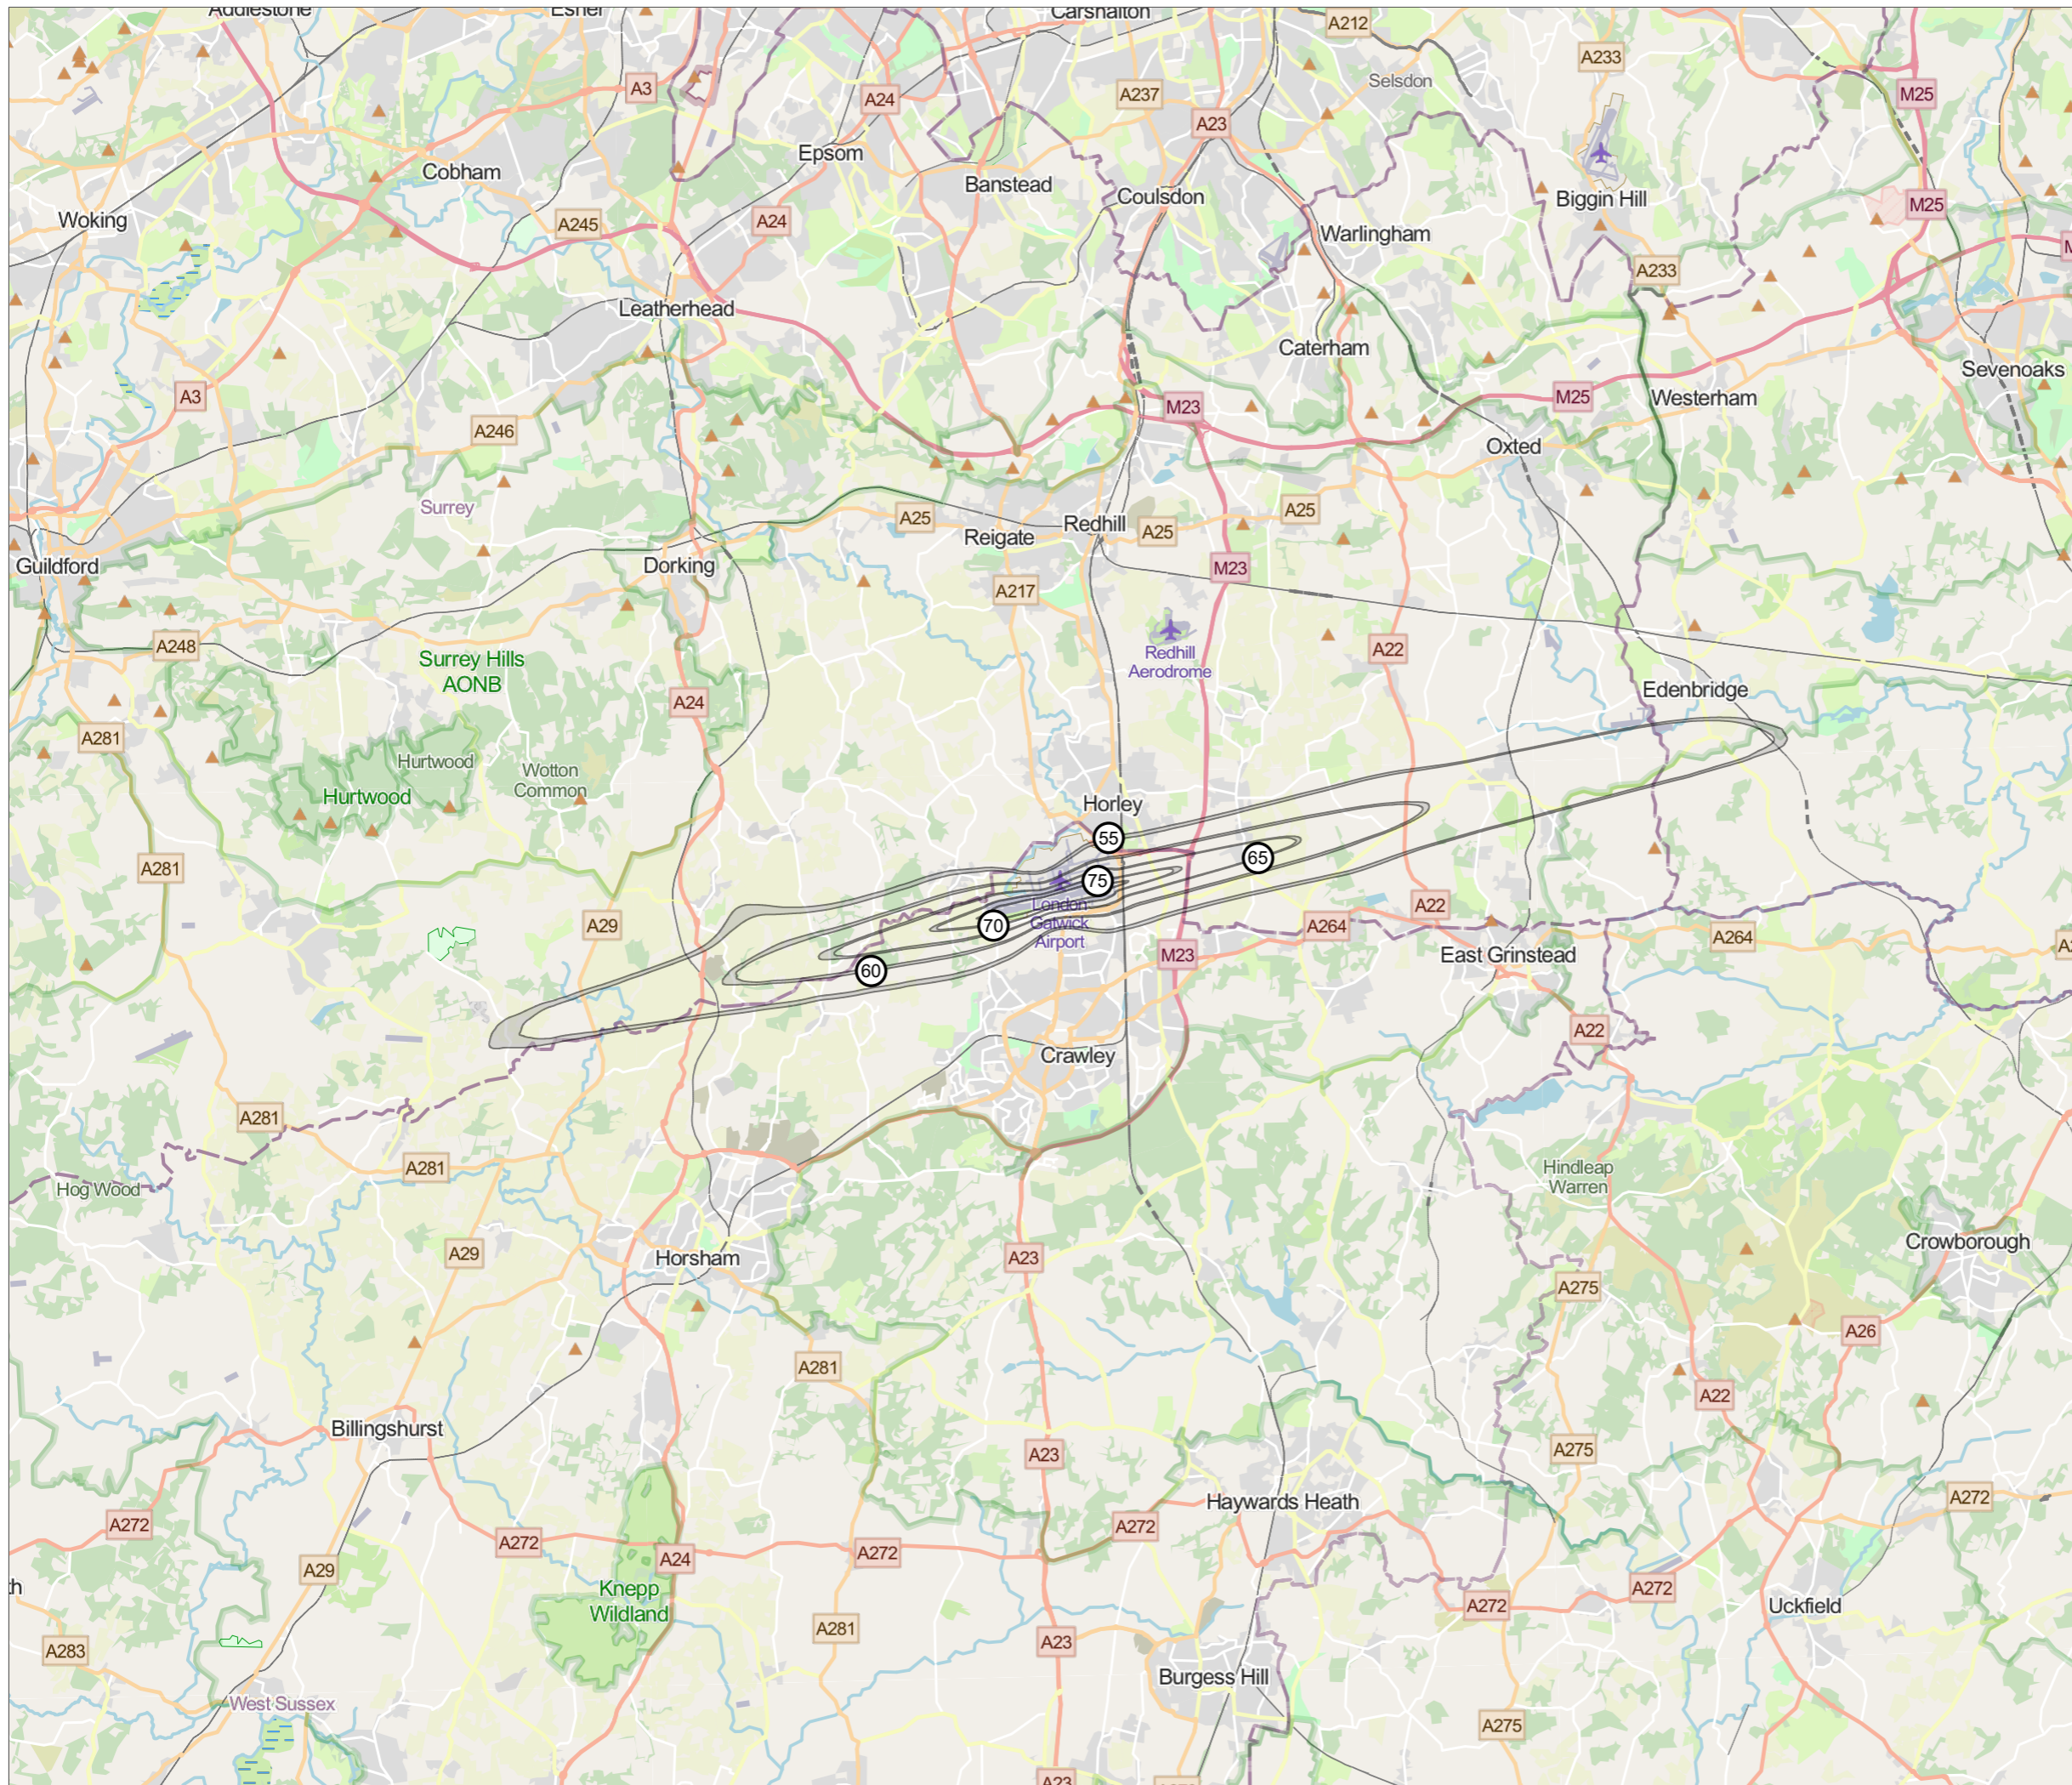 Addlestone
Esher
Carshalton
A212
A233
Selsdon
A3
A24
A237
M25
A23
Epsom
Cobham
Banstead
Coulsdon
Biggin Hill
M25
Woking
A245
A24
Warlingham
A233
Leatherhead
Caterham
Sevenoaks
A3
M23
M25
Westerham
A246
Oxted
Surrey
A25
Reigate
Redhill
A25
A25
Guildford
Dorking
A217
M23
A248
Surrey Hills
AONB
Redhill
Aerodrome
A22
A24
Edenbridge
A281
Hurtwood
Wotton
Common
Hurtwood
Horley
55
65
A281
75
London
Gatwick
Airport
A29
70
A264
A22
A264
60
M23
East Grinstead
A22
Crawley
A281
A281
Hog Wood
Hindleap
Warren
A29
Horsham
A23
Crowborough
A275
A26
A281
A22
Billingshurst
A23
A275
Haywards Heath
A272
A272
A272
A272
A24
A272
A29
Knepp
Wildland
A272
A272
Uckfield
A283
A281
A23
Burgess Hill
West Sussex
A275
A23